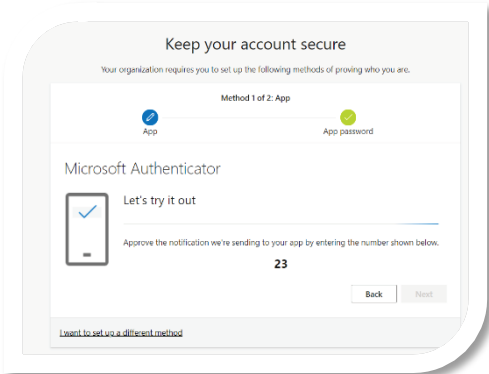 Keep your account secure
Your organization requires you to set up the following methods of proving who you are.
Method 1 of 2: App
App
App password
Microsoft Authenticator
Let's try it out
Approve the notification we're sending to your app by entering the number shown below.
23
Back
Next
I want to set up a different method